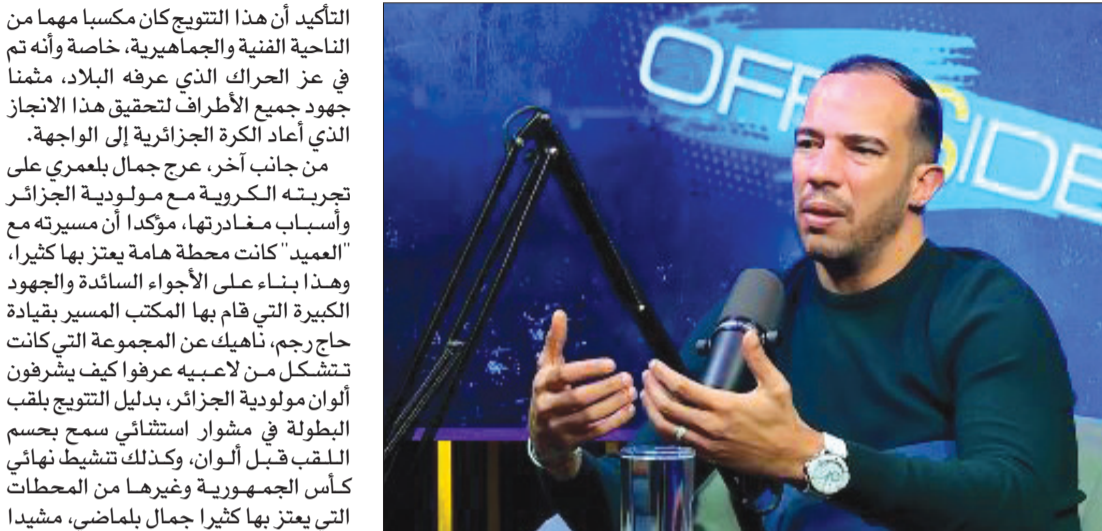 التأكيد أن هذا التتويج كان مكسبا مهما من
الناحية الفنية والجماهيرية، خاصة وأنه تم
في عز الحراك الذي عرفه البلاد، مثمنا
جهود جميع الأطراف لتحقيق هذا الانجاز
الذي أعاد الكرة الجزائرية إلى الواجهة.
من جانب آخر، عرج جمال بلعمري على
تجربته الكروية مع مولودية الجزائر
وأسباب مغادرتها، مؤكدا أن مسيرته مع
"العميد" كانت محطة هامة يعتز بها كثيرا،
وهذا بناء على الأجواء السائدة والجهود
الكبيرة التي قام بها المكتب المسير بقيادة
حاج رجم، ناهيك عن المجموعة التي كانت
تتشكل من لاعبيه عرفوا كيف يشرفون
ألوان مولودية الجزائر، بدليل التتويج بلقب
البطولة في مشوار استثنائي سمح بحسم
اللقب قبل ألوان، وكذلك تنشيط نهائي
كأس الجمهورية وغيرها من المحطات
التي يعتز بها كثيرا جمال بلماضي، مشيدا
OFFSIDE